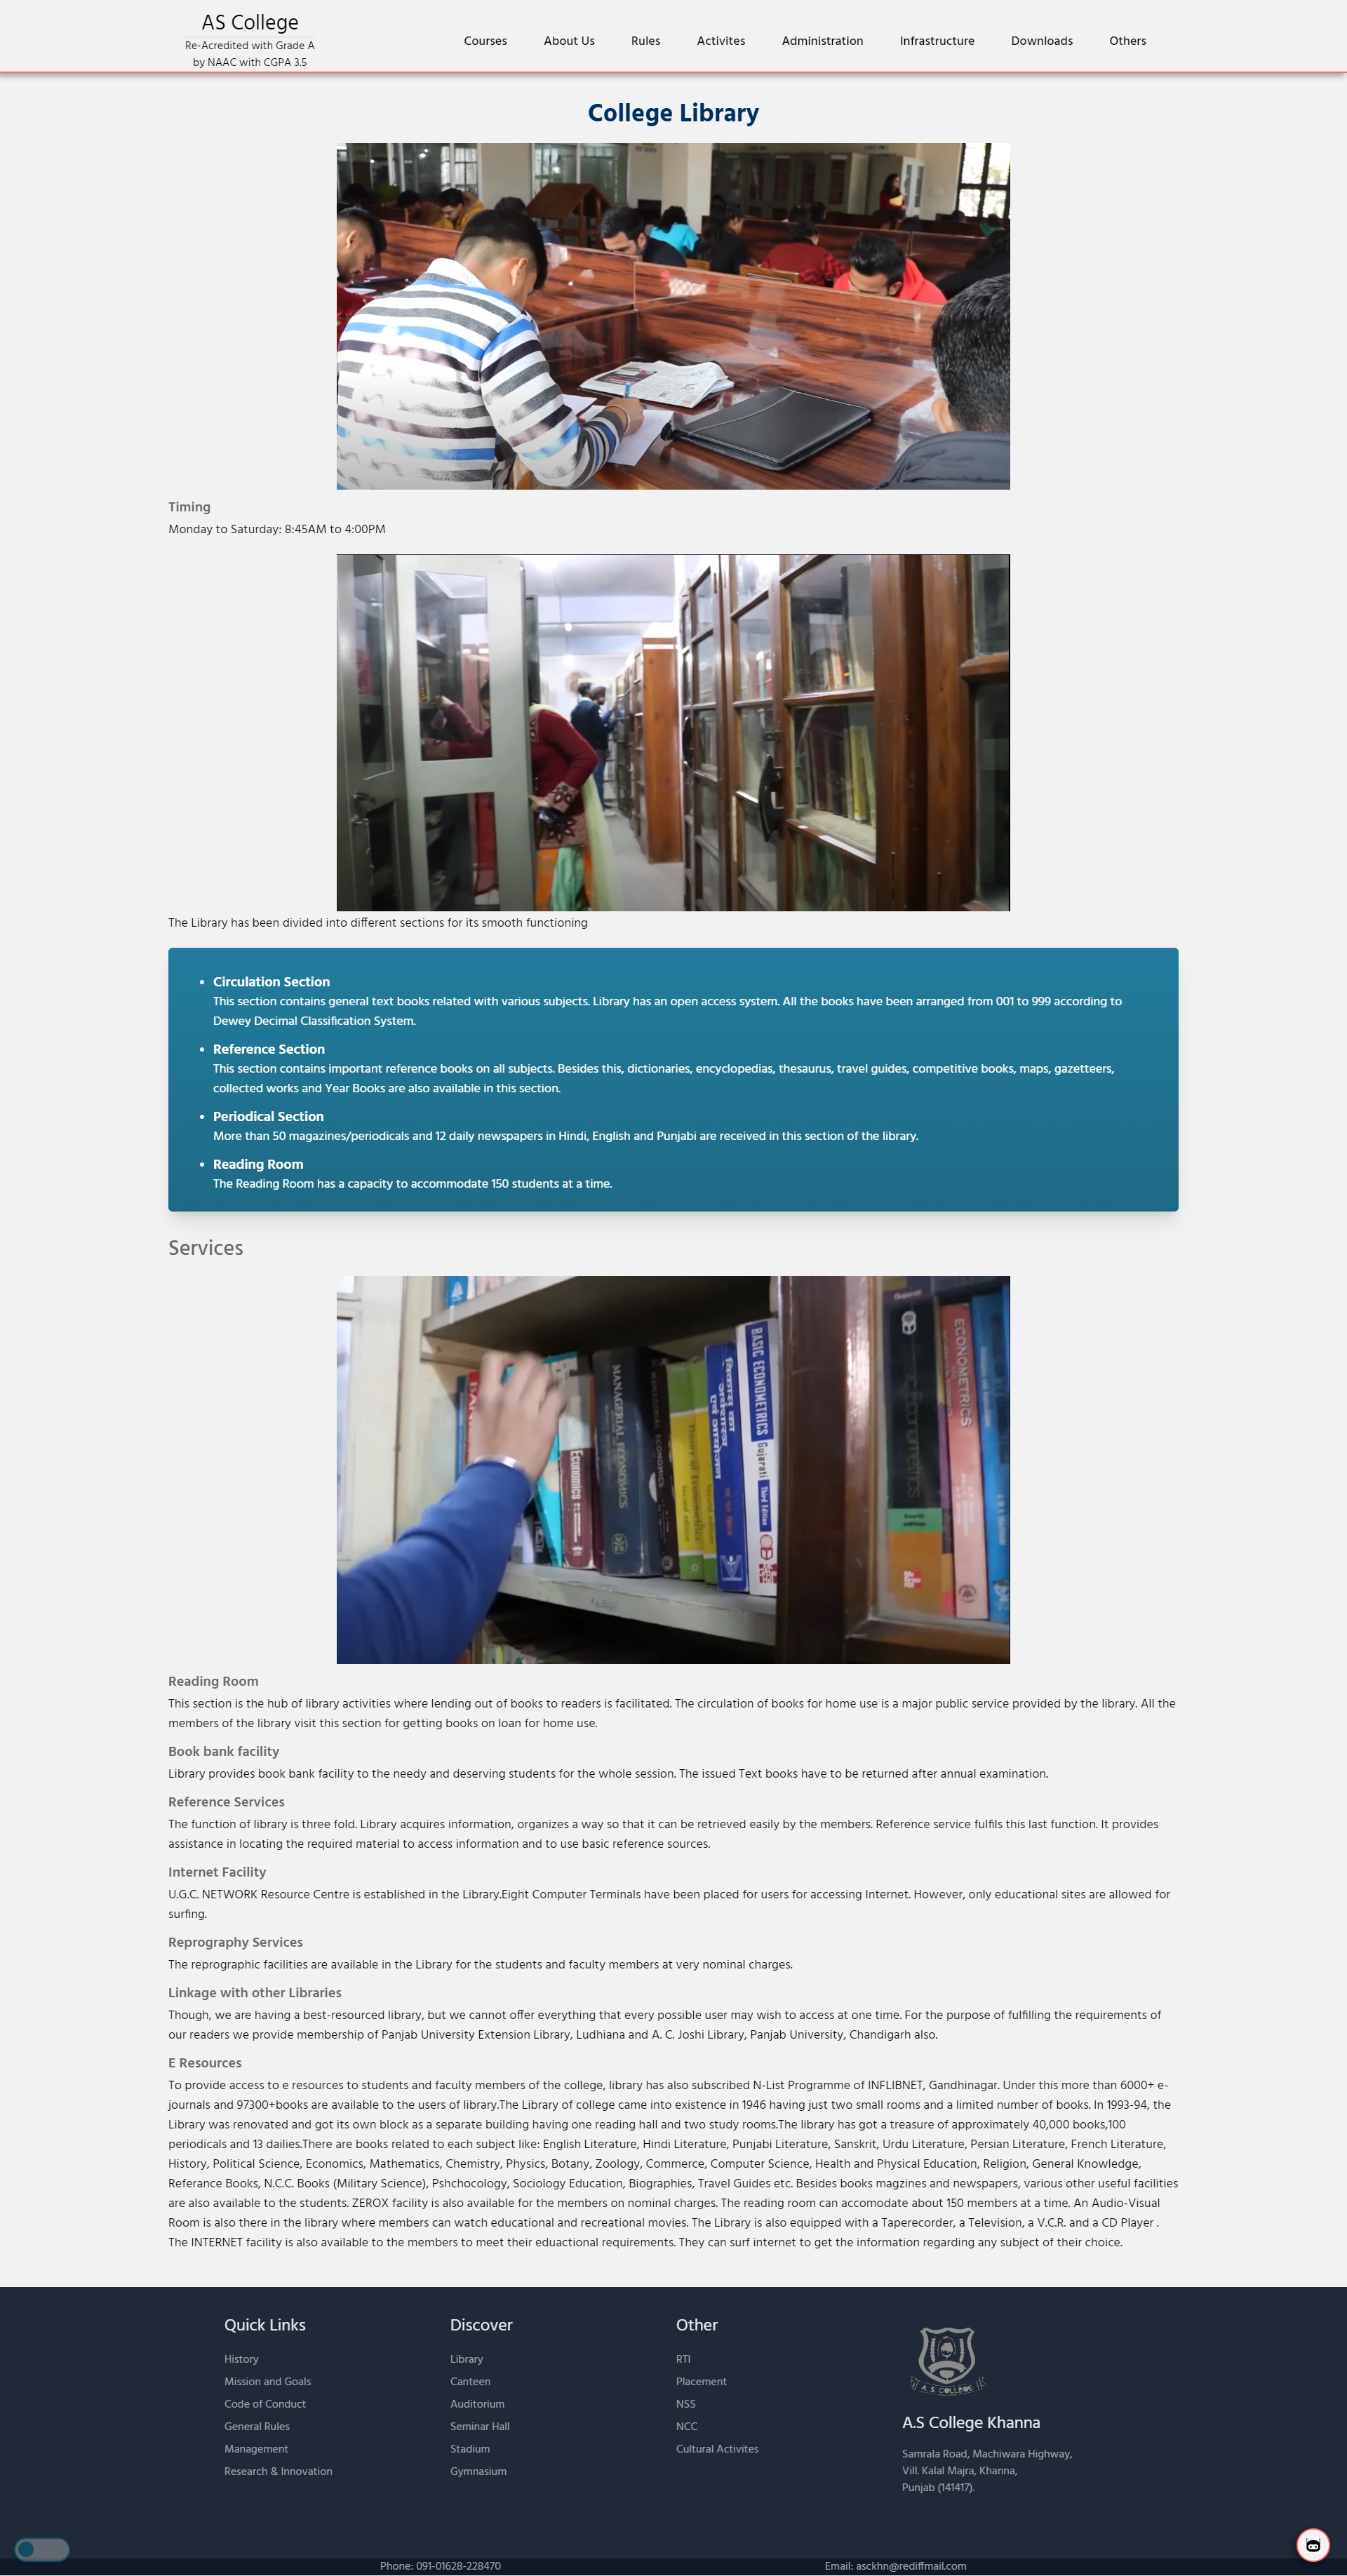 AS College
Re-Acredited with Grade A
by NAAC with CGPA 3.5
Courses
About Us
Rules
Activites
Administration
Infrastructure
Downloads
Others
College Library
Timing
Monday to Saturday: 8:45AM to 4:00PM
The Library has been divided into different sections for its smooth functioning
Circulation Section
This section contains general text books related with various subjects. Library has an open access system. All the books have been arranged from 001 to 999 according to
Dewey Decimal Classification System.
Reference Section
This section contains important reference books on all subjects. Besides this, dictionaries, encyclopedias, thesaurus, travel guides, competitive books, maps, gazetteers,
collected works and Year Books are also available in this section.
Periodical Section
More than 50 magazines/periodicals and 12 daily newspapers in Hindi, English and Punjabi are received in this section of the library.
Reading Room
The Reading Room has a capacity to accommodate 150 students at a time.
Services
Economics
MANAGERIAL ECONOMICS
Theory of Econometrics
BASIC ECONOMETRICS
Gujarati
Third Edition
Gujarati
fourth edition
ECONOMETRICS
Reading Room
This section is the hub of library activities where lending out of books to readers is facilitated. The circulation of books for home use is a major public service provided by the library. All the
members of the library visit this section for getting books on loan for home use.
Book bank facility
Library provides book bank facility to the needy and deserving students for the whole session. The issued Text books have to be returned after annual examination.
Reference Services
The function of library is three fold. Library acquires information, organizes a way so that it can be retrieved easily by the members. Reference service fulfils this last function. It provides
assistance in locating the required material to access information and to use basic reference sources.
Internet Facility
U.G.C. NETWORK Resource Centre is established in the Library.Eight Computer Terminals have been placed for users for accessing Internet. However, only educational sites are allowed for
surfing.
Reprography Services
The reprographic facilities are available in the Library for the students and faculty members at very nominal charges.
Linkage with other Libraries
Though, we are having a best-resourced library, but we cannot offer everything that every possible user may wish to access at one time. For the purpose of fulfilling the requirements of
our readers we provide membership of Panjab University Extension Library, Ludhiana and A. C. Joshi Library, Panjab University, Chandigarh also.
E Resources
To provide access to e resources to students and faculty members of the college, library has also subscribed N-List Programme of INFLIBNET, Gandhinagar. Under this more than 6000+ e-
journals and 97300+books are available to the users of library.The Library of college came into existence in 1946 having just two small rooms and a limited number of books. In 1993-94, the
Library was renovated and got its own block as a separate building having one reading hall and two study rooms.The library has got a treasure of approximately 40,000 books,100
periodicals and 13 dailies.There are books related to each subject like: English Literature, Hindi Literature, Punjabi Literature, Sanskrit, Urdu Literature, Persian Literature, French Literature,
History, Political Science, Economics, Mathematics, Chemistry, Physics, Botany, Zoology, Commerce, Computer Science, Health and Physical Education, Religion, General Knowledge,
Referance Books, N.C.C. Books (Military Science), Pshchocology, Sociology Education, Biographies, Travel Guides etc. Besides books magzines and newspapers, various other useful facilities
are also available to the students. ZEROX facility is also available for the members on nominal charges. The reading room can accomodate about 150 members at a time. An Audio-Visual
Room is also there in the library where members can watch educational and recreational movies. The Library is also equipped with a Taperecorder, a Television, a V.C.R. and a CD Player .
The INTERNET facility is also available to the members to meet their eduactional requirements. They can surf internet to get the information regarding any subject of their choice.
Quick Links
History
Mission and Goals
Code of Conduct
General Rules
Management
Research & Innovation
Discover
Library
Canteen
Auditorium
Seminar Hall
Stadium
Gymnasium
Other
RTI
Placement
NSS
NCC
Cultural Activites
A. S. COLLEGE
A.S College Khanna
Samrala Road, Machiwara Highway,
Vill. Kalal Majra, Khanna,
Punjab (141417).
Phone: 091-01628-228470
Email: asckhn@rediffmail.com